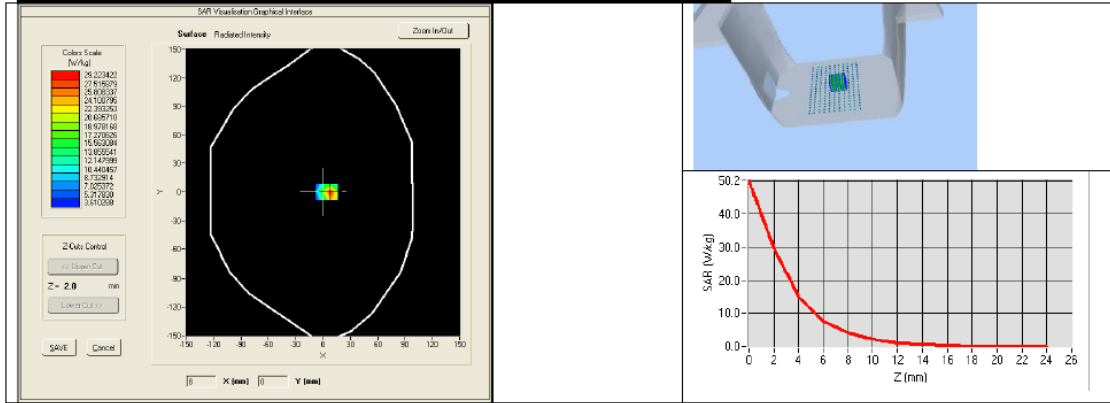 SAR Visualisation Graphical Interface
Surface Radiated Intensity
Zoom In/Out
Colors Scale
(W/kg)
29.223422
27.515879
25.808337
24.100795
22.393253
20.685710
18.978168
17.270626
15.563084
13.855541
12.147999
10.440457
8.732914
7.025372
5.317830
3.610288
Z-Cuts Control
<< Upper Cut
Z = 2.0 mm
Lower Cut >>
SAVE
Cancel
150
120
90
60
30
0
-30
-60
-90
-120
-150
Y
-150 -120 -90 -60 -30 0 30 60 90 120 150
X
8 X (mm) 0 Y (mm)
50.2
40.0
30.0
20.0
10.0
0.0
SAR (W/kg)
0 2 4 6 8 10 12 14 16 18 20 22 24 26
Z (mm)